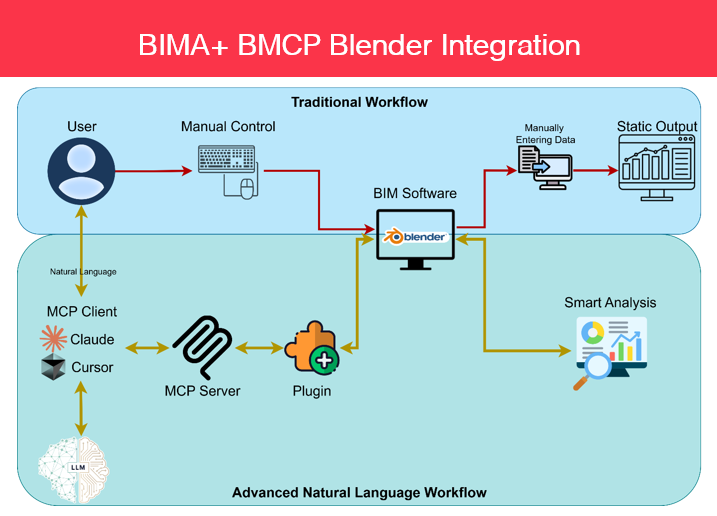 BIMA+ BMCP Blender Integration
Traditional Workflow
User
Manual Control
Manually
Entering Data
Static Output
BIM Software
blender
Natural Language
MCP Client
Claude
Cursor
MCP Server
Plugin
Smart Analysis
LLM
Advanced Natural Language Workflow